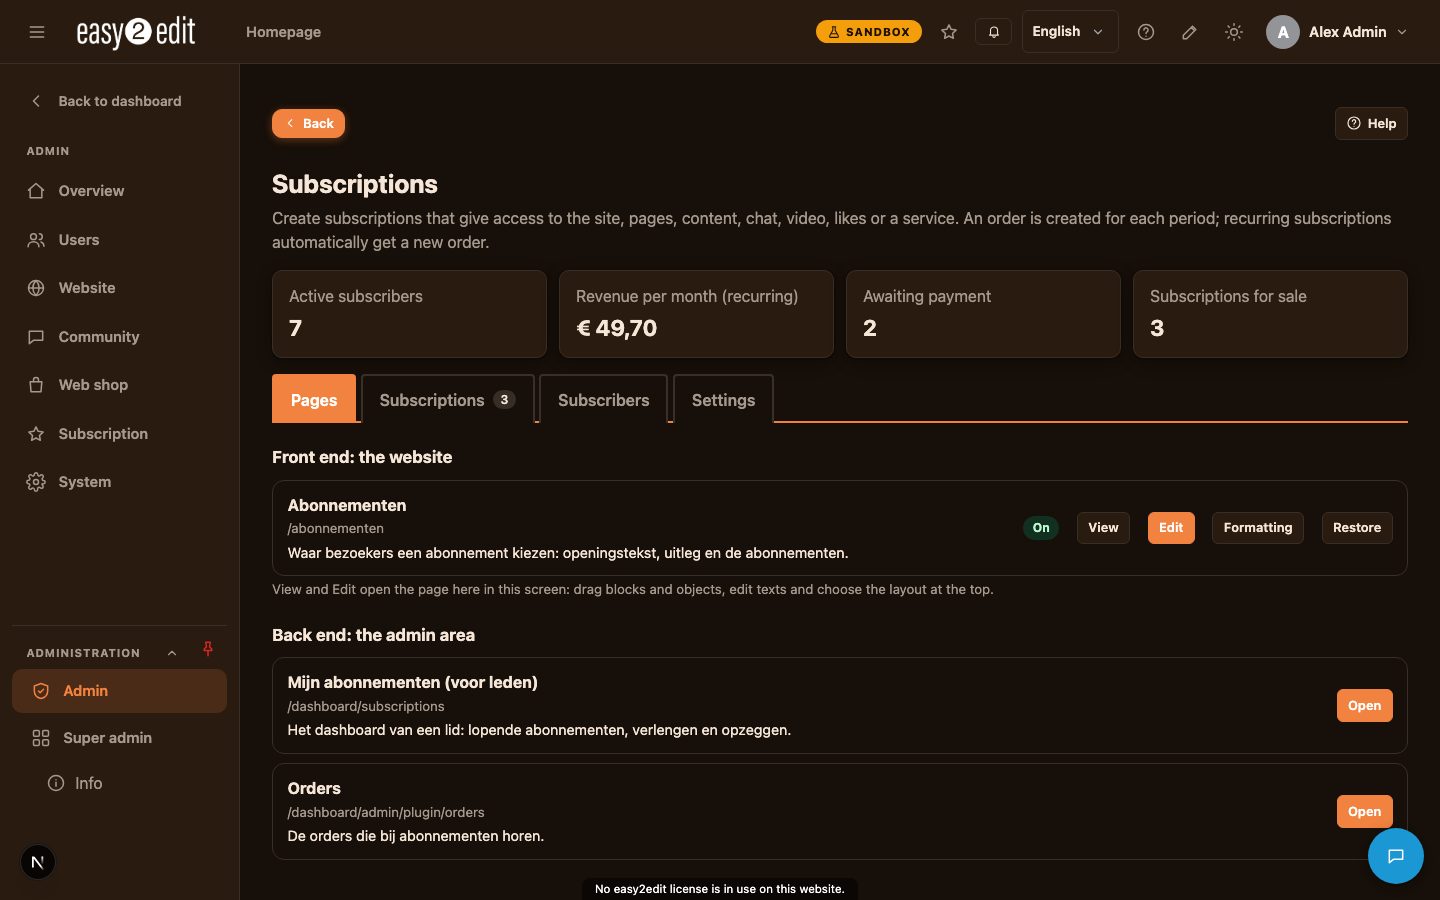 easy2edit
Homepage
SANDBOX
English
A
Alex Admin
Back to dashboard
ADMIN
Overview
Users
Website
Community
Web shop
Subscription
System
ADMINISTRATION
Admin
Super admin
Info
N
Back
Help
Subscriptions
Create subscriptions that give access to the site, pages, content, chat, video, likes or a service. An order is created for each period; recurring subscriptions
automatically get a new order.
Active subscribers
7
Revenue per month (recurring)
€ 49,70
Awaiting payment
2
Subscriptions for sale
3
Pages
Subscriptions 3
Subscribers
Settings
Front end: the website
Abonnementen
/abonnementen
Waar bezoekers een abonnement kiezen: openingstekst, uitleg en de abonnementen.
On
View
Edit
Formatting
Restore
View and Edit open the page here in this screen: drag blocks and objects, edit texts and choose the layout at the top.
Back end: the admin area
Mijn abonnementen (voor leden)
/dashboard/subscriptions
Het dashboard van een lid: lopende abonnementen, verlengen en opzeggen.
Open
Orders
/dashboard/admin/plugin/orders
De orders die bij abonnementen horen.
Open
No easy2edit license is in use on this website.